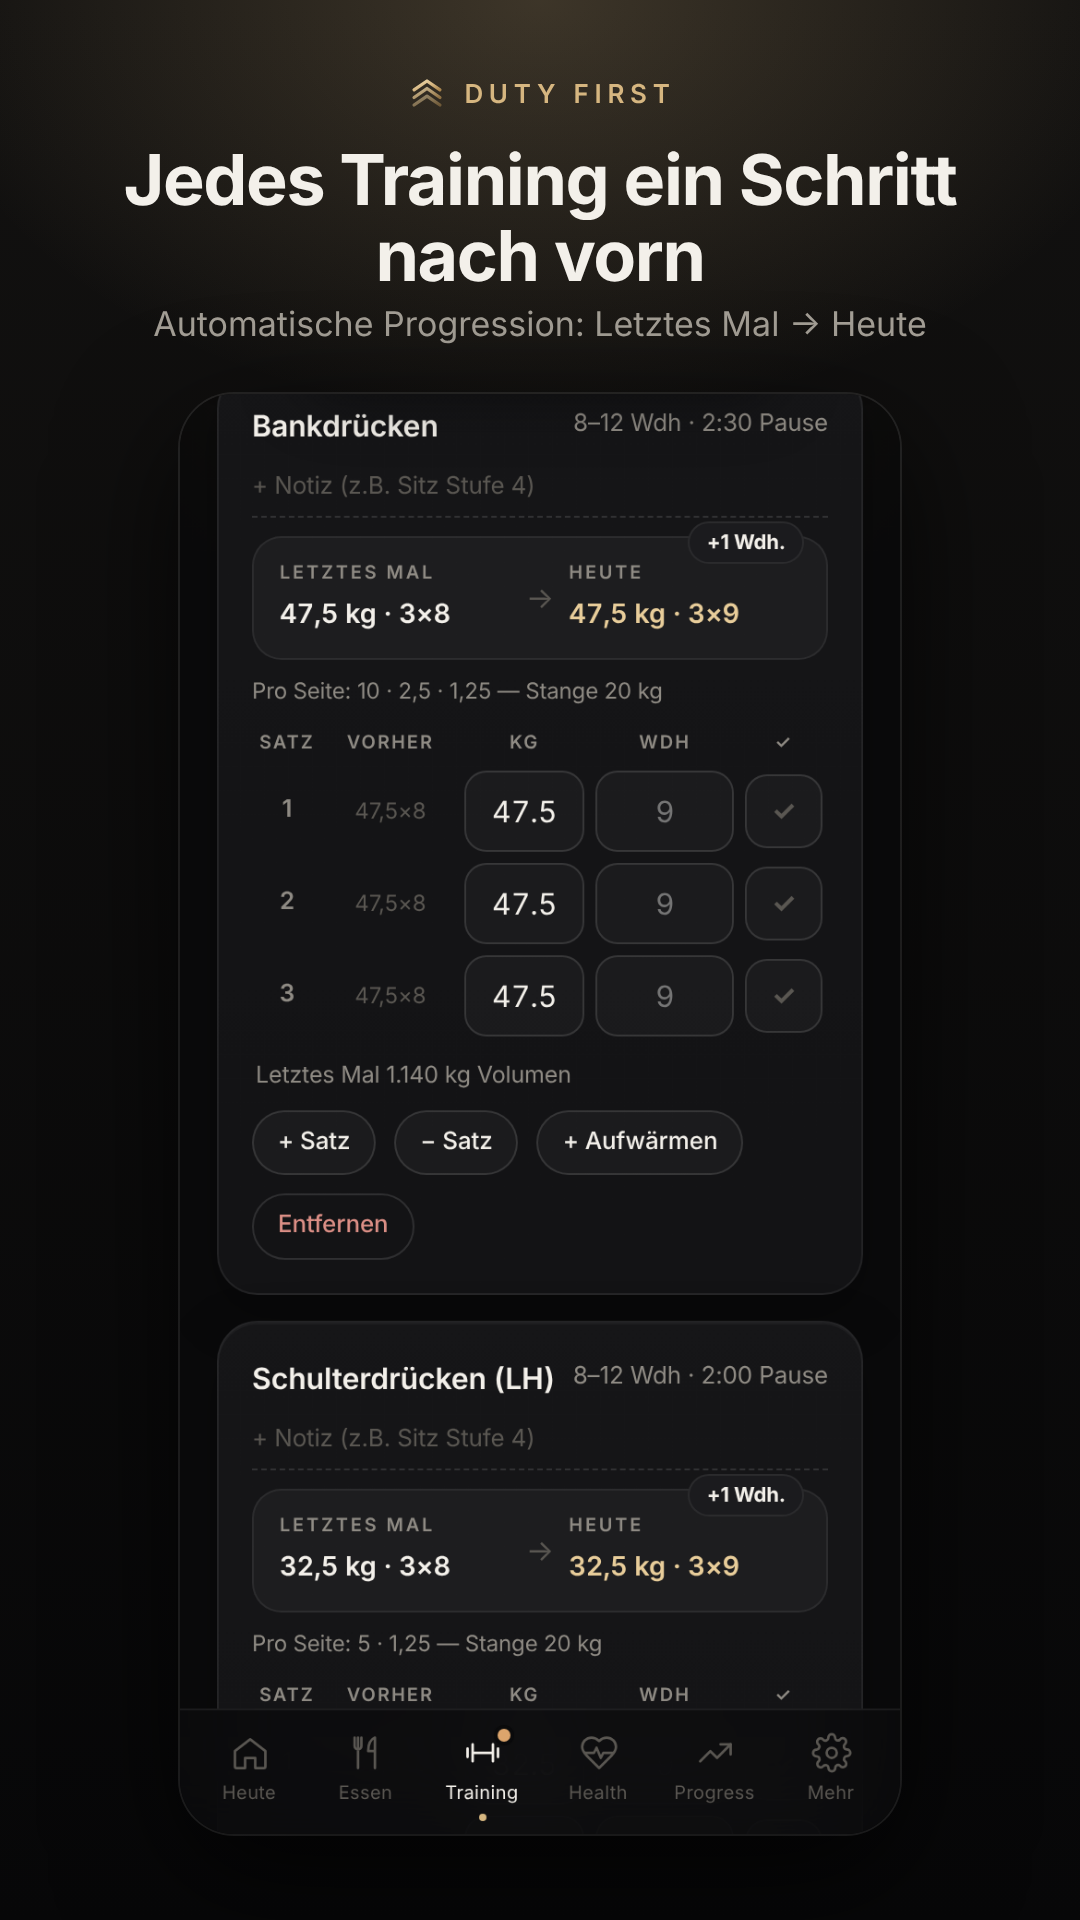 DUTY FIRST
Jedes Training ein Schritt
nach vorn
Automatische Progression: Letztes Mal → Heute
Bankdrücken
8–12 Wdh · 2:30 Pause
+ Notiz (z.B. Sitz Stufe 4)
+1 Wdh.
LETZTES MAL → HEUTE
47,5 kg · 3×8 47,5 kg · 3×9
Pro Seite: 10 · 2,5 · 1,25 — Stange 20 kg
SATZ VORHER KG WDH ✓
1 47,5×8 47.5 9 ✓
2 47,5×8 47.5 9 ✓
3 47,5×8 47.5 9 ✓
Letztes Mal 1.140 kg Volumen
+ Satz − Satz + Aufwärmen
Entfernen
Schulterdrücken (LH) 8–12 Wdh · 2:00 Pause
+ Notiz (z.B. Sitz Stufe 4)
+1 Wdh.
LETZTES MAL → HEUTE
32,5 kg · 3×8 32,5 kg · 3×9
Pro Seite: 5 · 1,25 — Stange 20 kg
SATZ VORHER KG WDH ✓
Heute Essen Training Health Progress Mehr